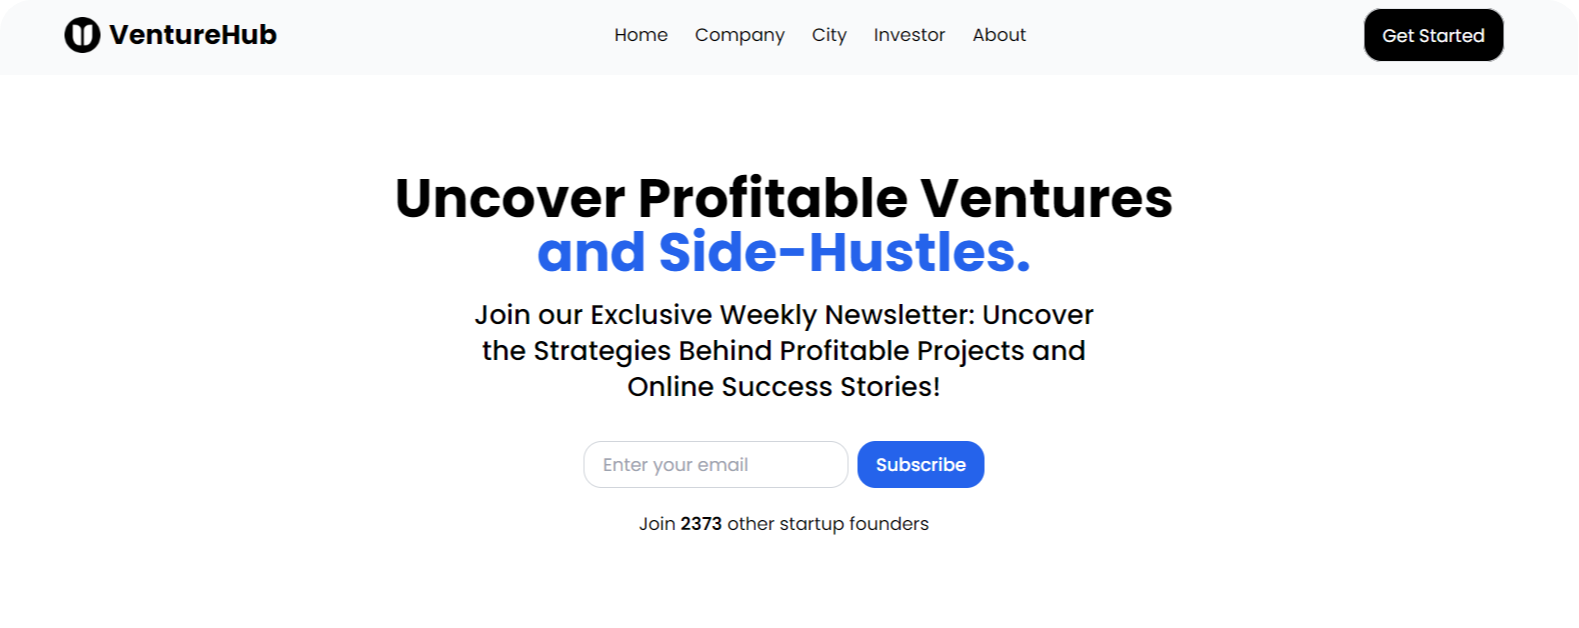 VentureHub
Home Company City Investor About
Get Started
Uncover Profitable Ventures
and Side-Hustles.
Join our Exclusive Weekly Newsletter: Uncover
the Strategies Behind Profitable Projects and
Online Success Stories!
Enter your email
Subscribe
Join 2373 other startup founders